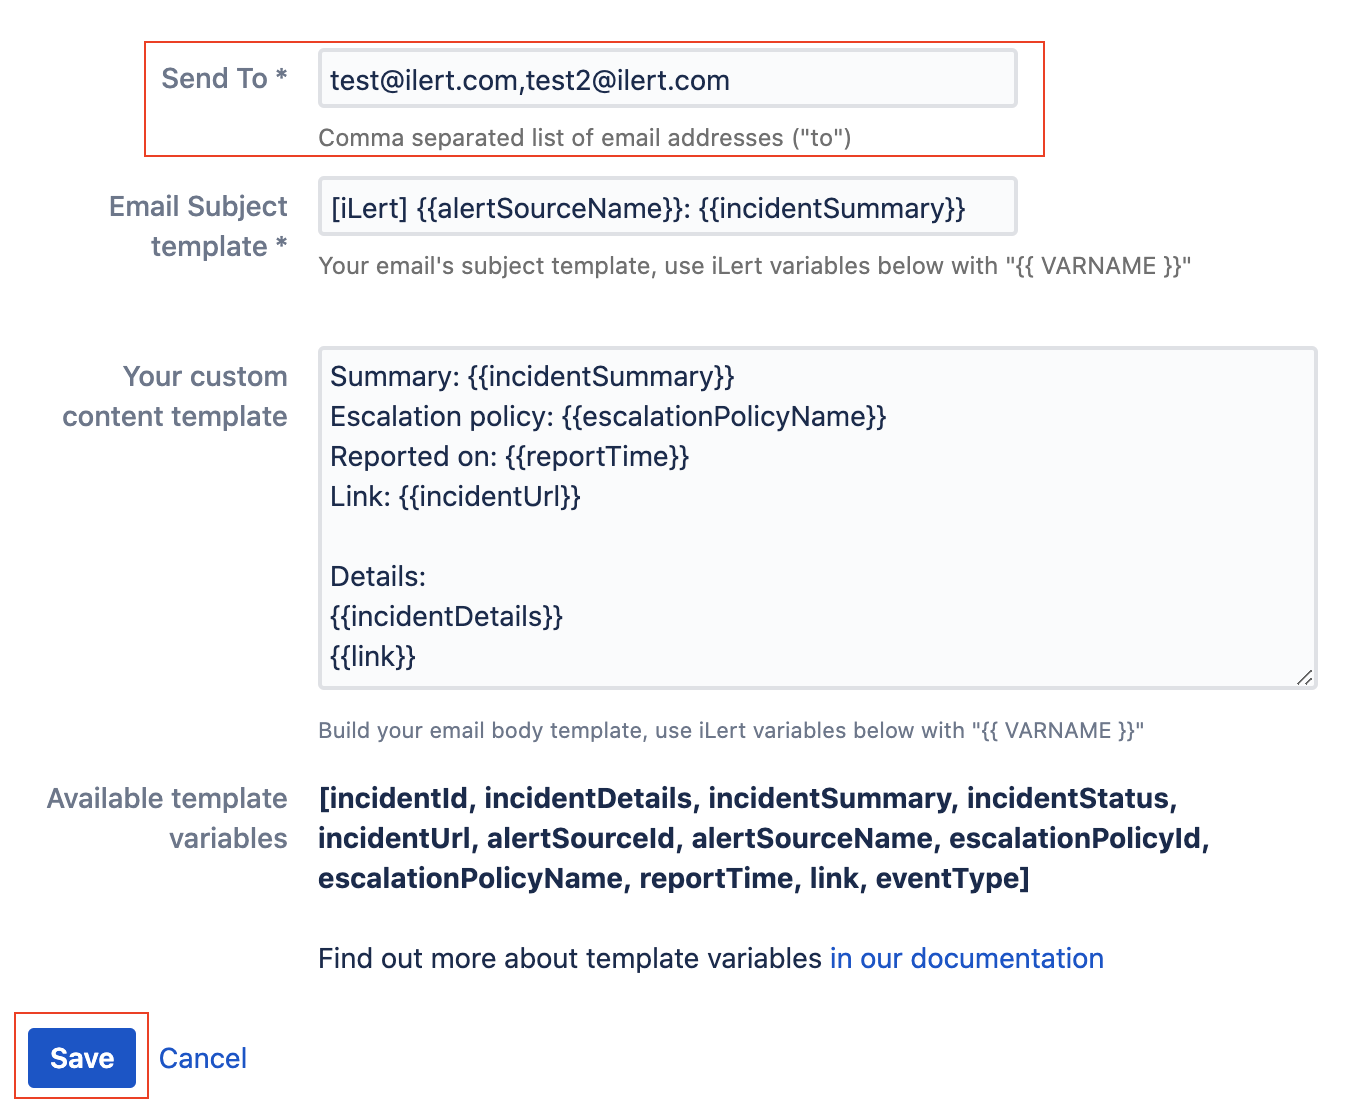 Send To *
test@ilert.com,test2@ilert.com
Comma separated list of email addresses ("to")
Email Subject
template *
[iLert] {{alertSourceName}}: {{incidentSummary}}
Your email's subject template, use iLert variables below with "{{ VARNAME }}"
Your custom
content template
Summary: {{incidentSummary}}
Escalation policy: {{escalationPolicyName}}
Reported on: {{reportTime}}
Link: {{incidentUrl}}
Details:
{{incidentDetails}}
{{link}}
Build your email body template, use iLert variables below with "{{ VARNAME }}"
Available template
variables
[incidentId, incidentDetails, incidentSummary, incidentStatus,
incidentUrl, alertSourceId, alertSourceName, escalationPolicyId,
escalationPolicyName, reportTime, link, eventType]
Find out more about template variables in our documentation
Save
Cancel